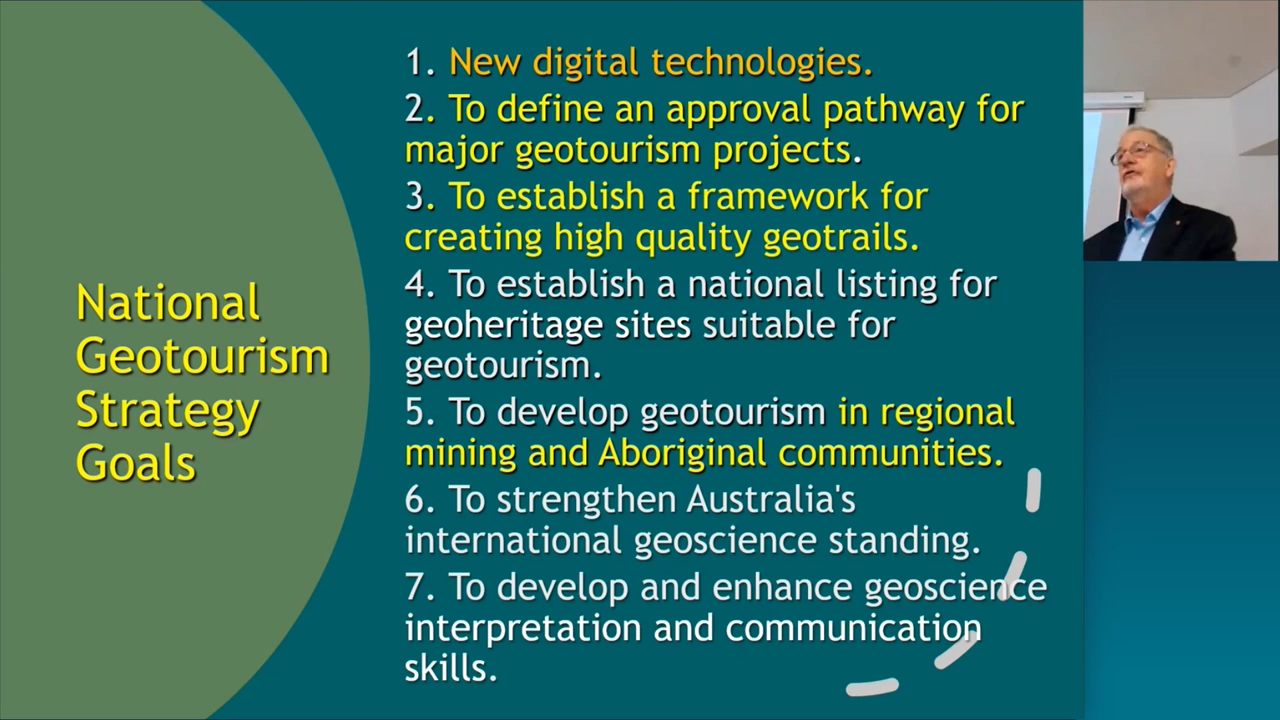 National
Geotourism
Strategy
Goals
1. New digital technologies.
2. To define an approval pathway for
major geotourism projects.
3. To establish a framework for
creating high quality geotrails.
4. To establish a national listing for
geoheritage sites suitable for
geotourism.
5. To develop geotourism in regional
mining and Aboriginal communities.
6. To strengthen Australia's
international geoscience standing.
7. To develop and enhance geoscience
interpretation and communication
skills.